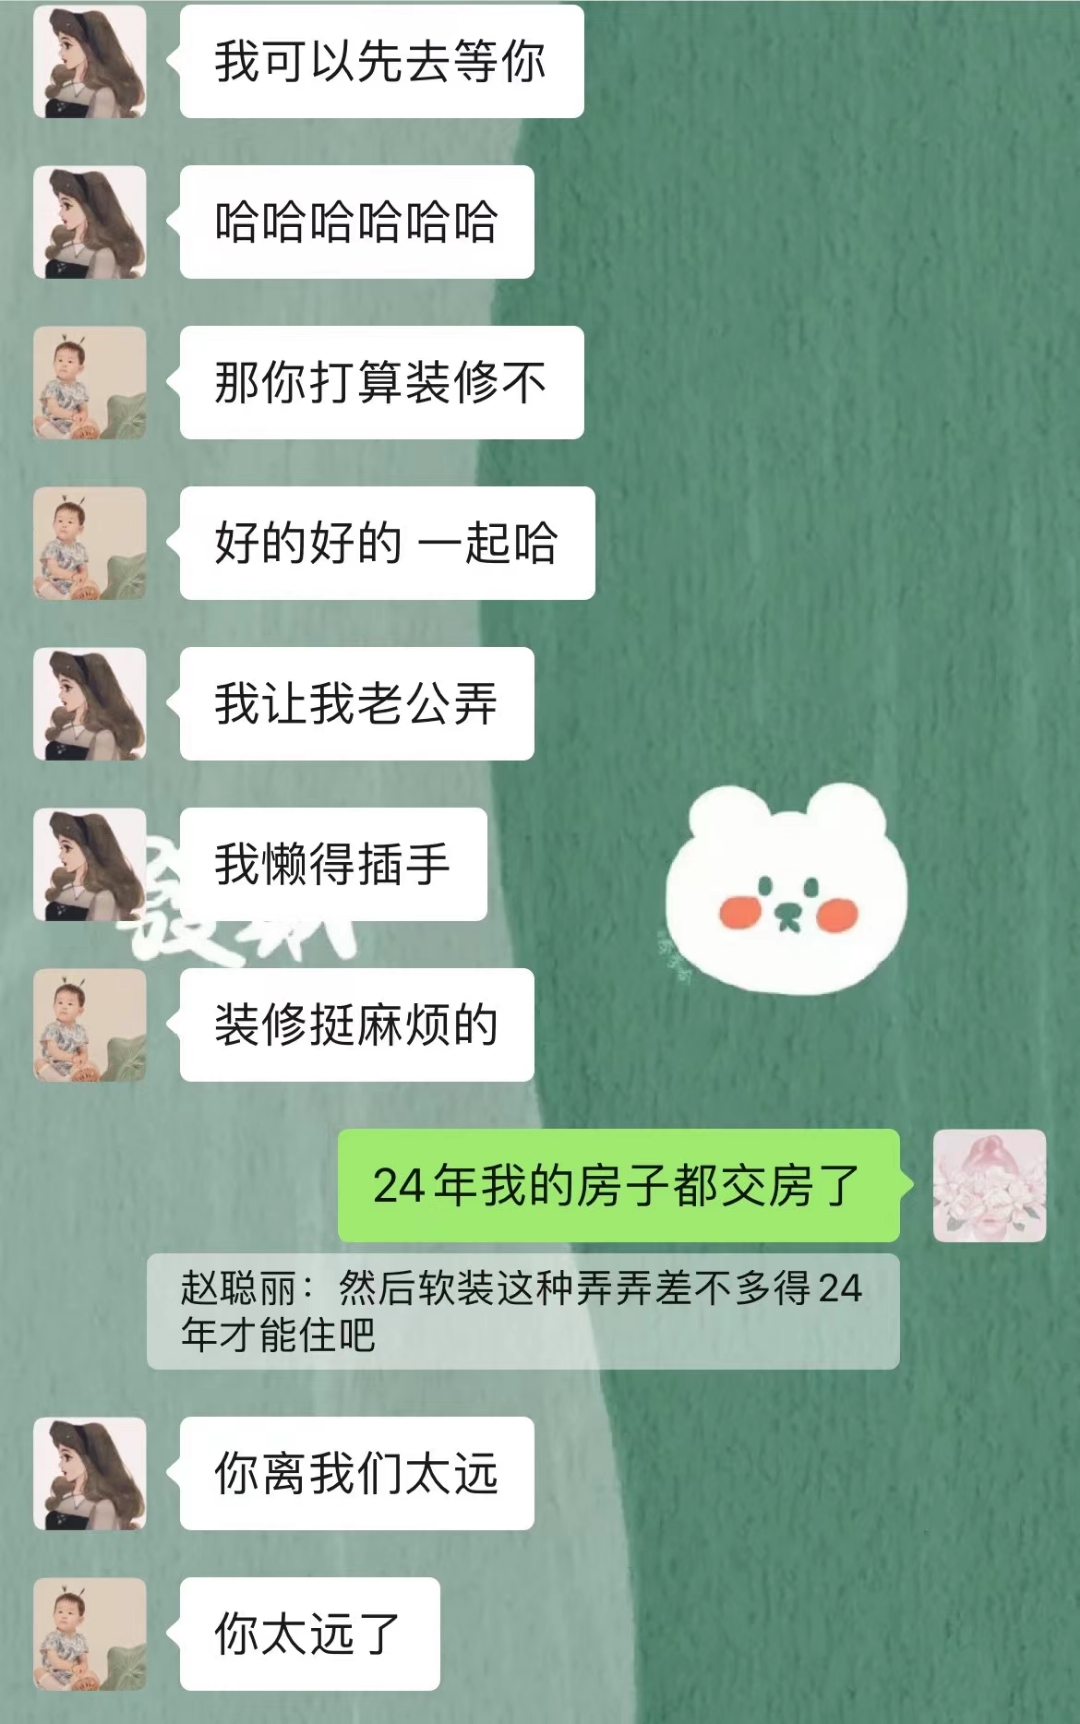 我可以先去等你
哈哈哈哈哈哈
那你打算装修不
好的好的 一起哈
我让我老公弄
我懒得插手
装修挺麻烦的
24年我的房子都交房了
赵聪丽：然后软装这种弄弄差不多得24
年才能住吧
你离我们太远
你太远了